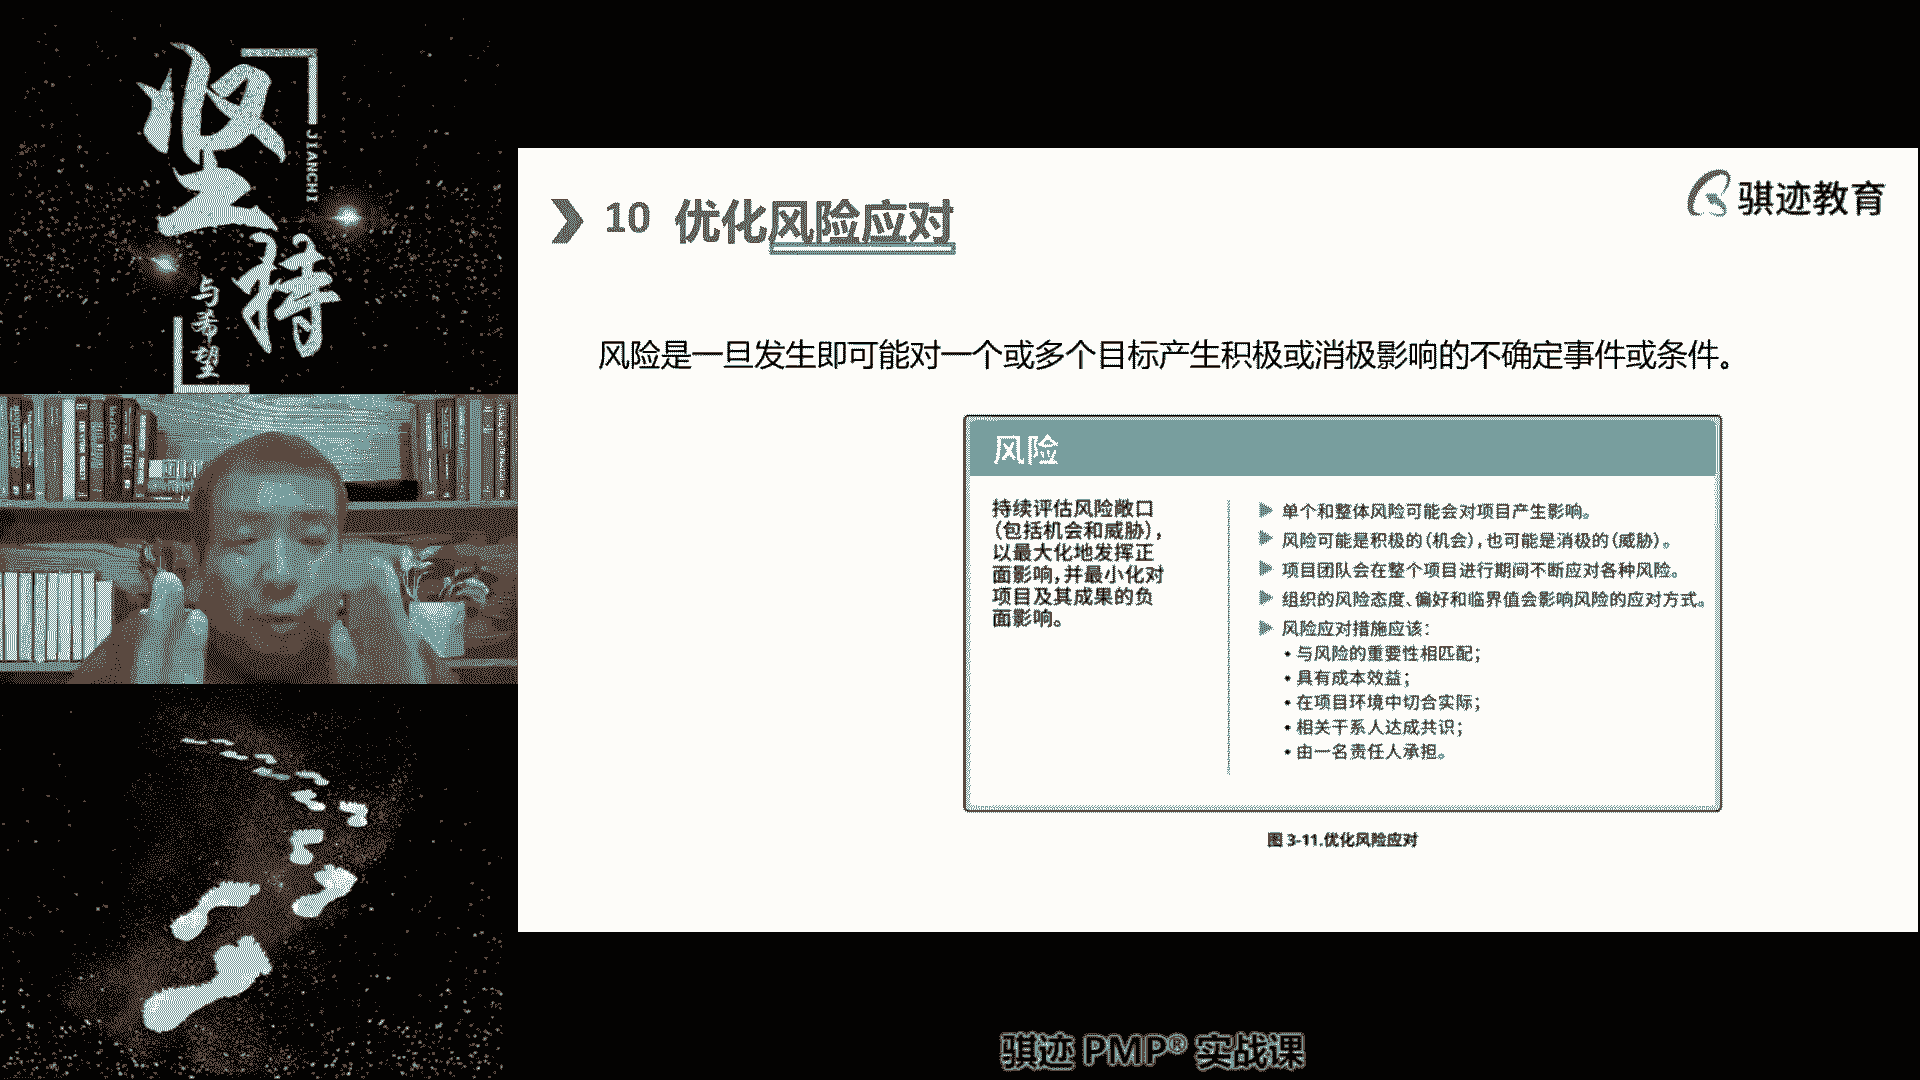 坚持
JIANCHI
与希望
10 优化风险应对
骐迹教育
风险是一旦发生即可能对一个或多个目标产生积极或消极影响的不确定事件或条件。
风险
持续评估风险敞口
(包括机会和威胁),
以最大化地发挥正
面影响,并最小化对
项目及其成果的负
面影响。
单个和整体风险可能会对项目产生影响。
风险可能是积极的(机会),也可能是消极的(威胁)。
项目团队会在整个项目进行期间不断应对各种风险。
组织的风险态度、偏好和临界值会影响风险的应对方式。
风险应对措施应该:
• 与风险的重要性相匹配;
• 具有成本效益;
• 在项目环境中切合实际;
• 相关干系人达成共识;
• 由一名责任人承担。
图 3-11.优化风险应对
骐迹 PMP® 实战课